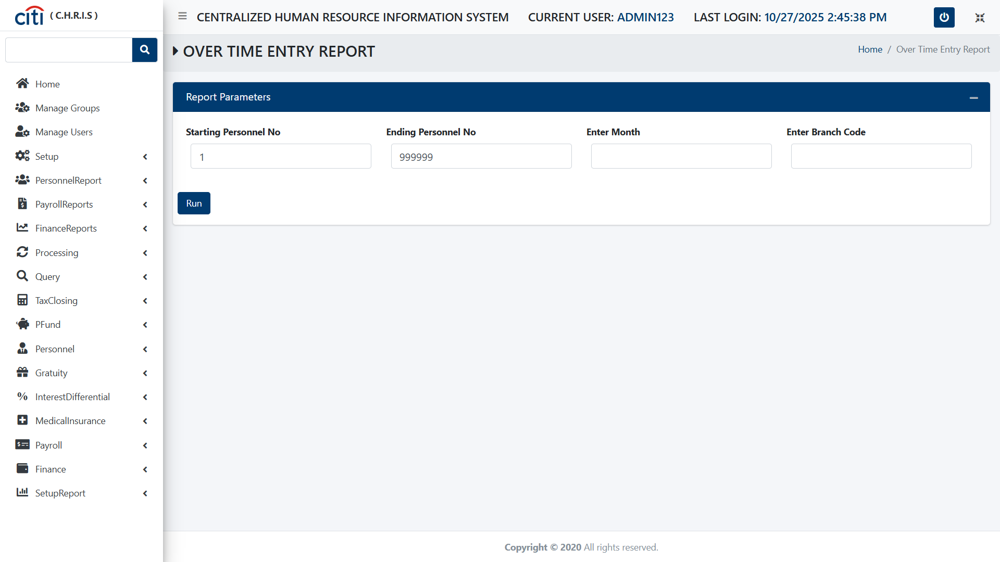 citi ( C.H.R.I.S )
CENTRALIZED HUMAN RESOURCE INFORMATION SYSTEM CURRENT USER: ADMIN123 LAST LOGIN: 10/27/2025 2:45:38 PM
OVER TIME ENTRY REPORT
Home / Over Time Entry Report
Home
Manage Groups
Manage Users
Setup
PersonnelReport
PayrollReports
FinanceReports
Processing
Query
TaxClosing
PFund
Personnel
Gratuity
% InterestDifferential
MedicalInsurance
Payroll
Finance
SetupReport
Report Parameters
Starting Personnel No Ending Personnel No Enter Month Enter Branch Code
1 999999
Run
Copyright © 2020 All rights reserved.